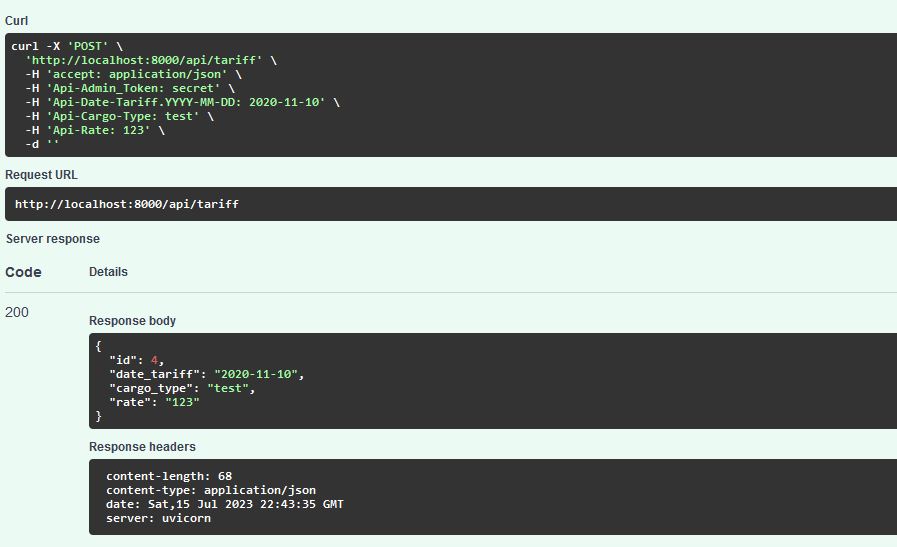 Curl
curl -X 'POST' \
  'http://localhost:8000/api/tariff' \
  -H 'accept: application/json' \
  -H 'Api-Admin_Token: secret' \
  -H 'Api-Date-Tariff.YYYY-MM-DD: 2020-11-10' \
  -H 'Api-Cargo-Type: test' \
  -H 'Api-Rate: 123' \
  -d ''
Request URL
http://localhost:8000/api/tariff
Server response
Code Details
200
Response body
{
  "id": 4,
  "date_tariff": "2020-11-10",
  "cargo_type": "test",
  "rate": "123"
}
Response headers
content-length: 68
content-type: application/json
date: Sat,15 Jul 2023 22:43:35 GMT
server: uvicorn